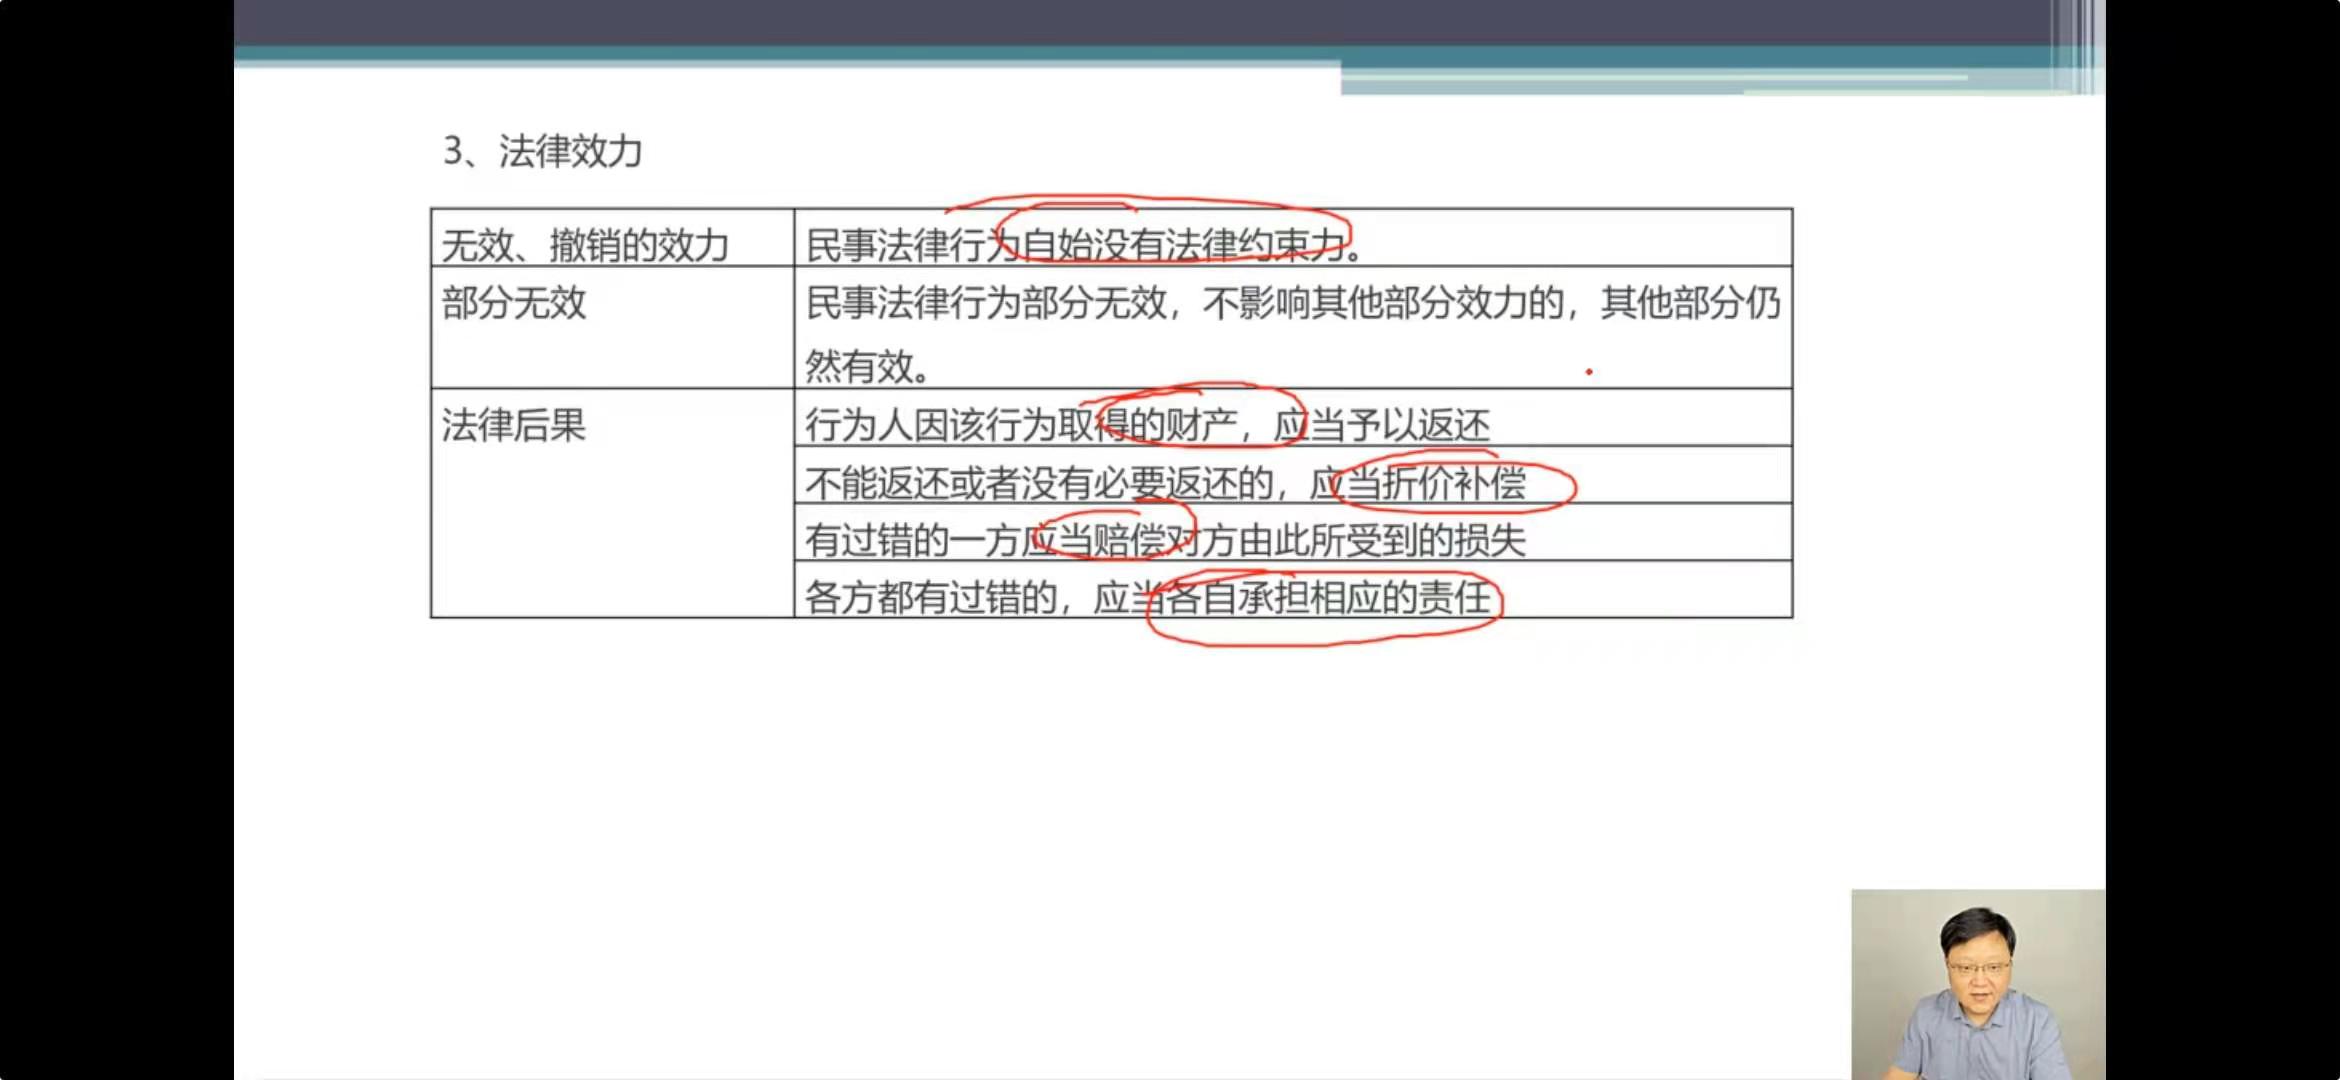 3、法律效力
无效、撤销的效力
民事法律行为自始没有法律约束力。
部分无效
民事法律行为部分无效，不影响其他部分效力的，其他部分仍
然有效。
法律后果
行为人因该行为取得的财产，应当予以返还
不能返还或者没有必要返还的，应当折价补偿
有过错的一方应当赔偿对方由此所受到的损失
各方都有过错的，应当各自承担相应的责任